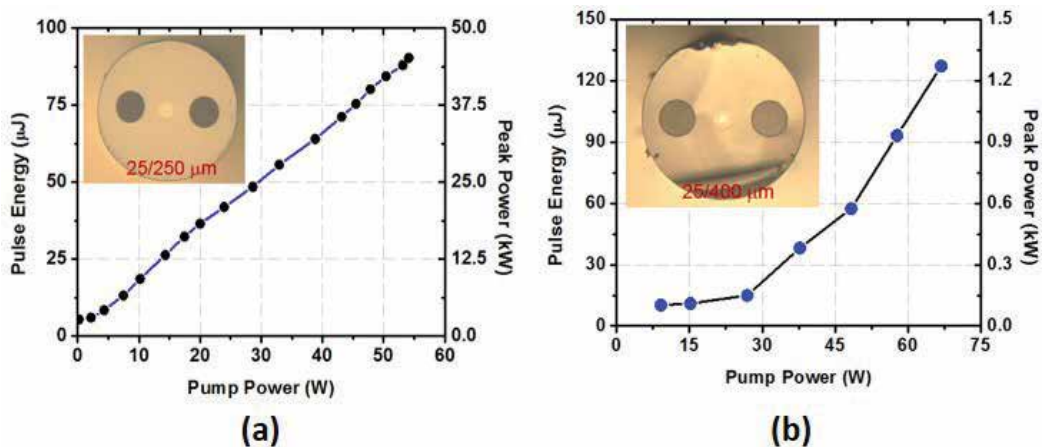 100
75
50
25
0
Pulse Energy (μJ)
25/250 μm
50.0
37.5
25.0
12.5
0.0
Peak Power (kW)
0 10 20 30 40 50 60
Pump Power (W)
(a)
150
120
90
60
30
0
Pulse Energy (μJ)
25/400 μm
1.5
1.2
0.9
0.6
0.3
0.0
Peak Power (kW)
0 15 30 45 60 75
Pump Power (W)
(b)